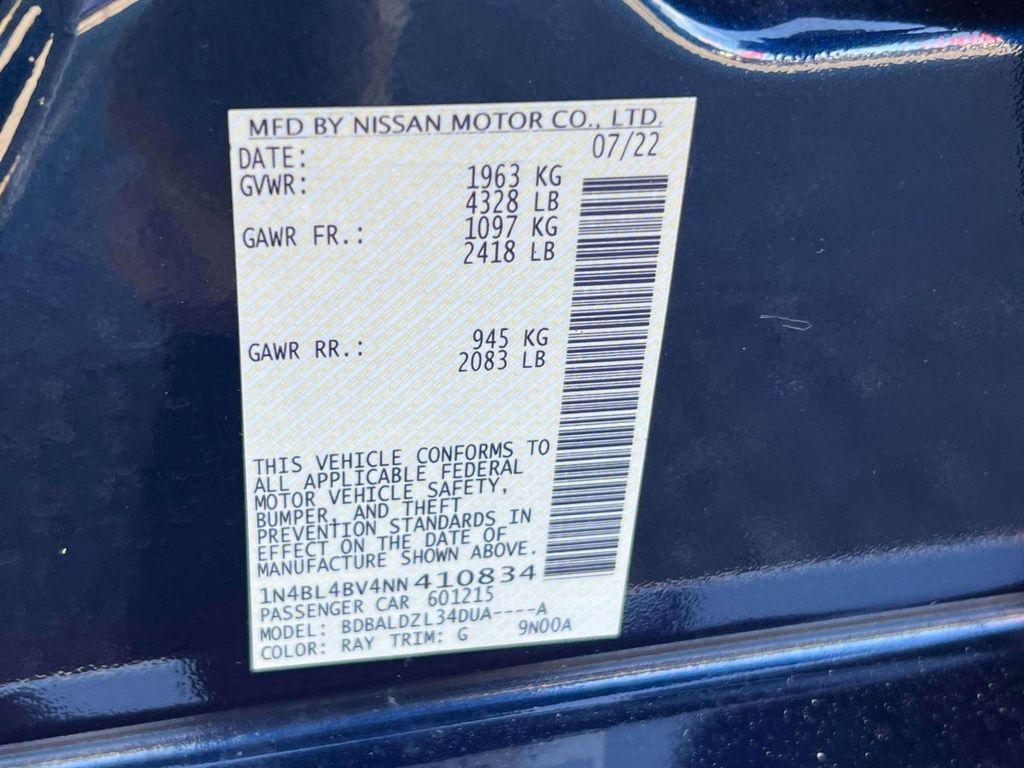 MFD BY NISSAN MOTOR CO., LTD.
DATE: 07/22
GVWR: 1963 KG
4328 LB
GAWR FR.: 1097 KG
2418 LB
GAWR RR.: 945 KG
2083 LB
THIS VEHICLE CONFORMS TO
ALL APPLICABLE FEDERAL
MOTOR VEHICLE SAFETY,
BUMPER, AND THEFT
PREVENTION STANDARDS IN
EFFECT ON THE DATE OF
MANUFACTURE SHOWN ABOVE.
1N4BL4BV4NN 410834
PASSENGER CAR 601215
MODEL: BDBALDZL34DUA----A
COLOR: RAY TRIM: G 9N00A